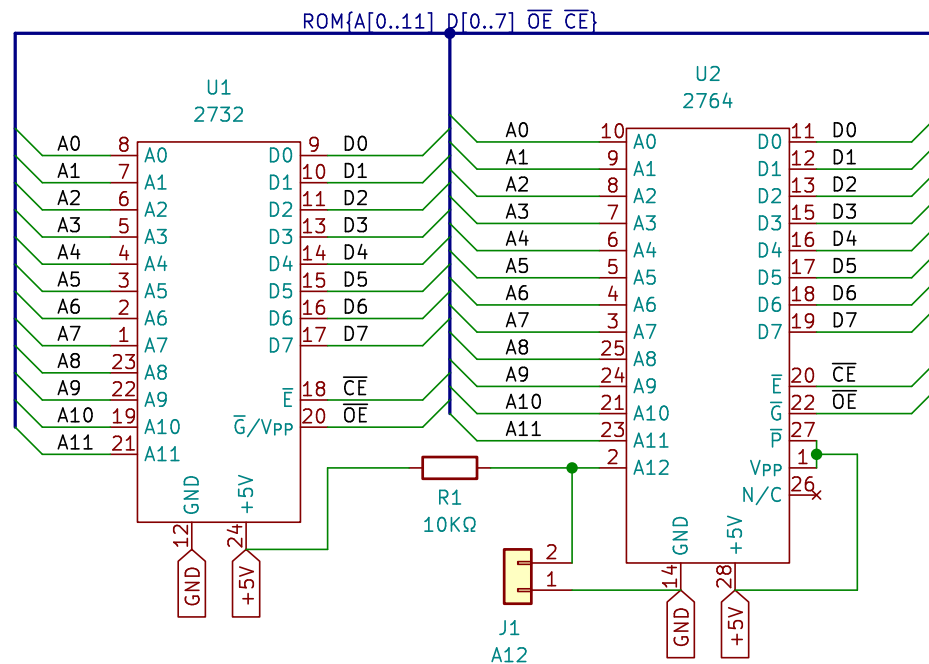 ROM{A[0..11] D[0..7] OE CE}
U1
2732
A0 8 A0 D0 9 D0
A1 7 A1 D1 10 D1
A2 6 A2 D2 11 D2
A3 5 A3 D3 13 D3
A4 4 A4 D4 14 D4
A5 3 A5 D5 15 D5
A6 2 A6 D6 16 D6
A7 1 A7 D7 17 D7
A8 23 A8
A9 22 A9 E 18 CE
A10 19 A10 G/VPP 20 OE
A11 21 A11
GND +5V
12 24
GND +5V
R1
10KΩ
2
1
J1
A12
U2
2764
A0 10 A0 D0 11 D0
A1 9 A1 D1 12 D1
A2 8 A2 D2 13 D2
A3 7 A3 D3 15 D3
A4 6 A4 D4 16 D4
A5 5 A5 D5 17 D5
A6 4 A6 D6 18 D6
A7 3 A7 D7 19 D7
A8 25 A8
A9 24 A9 E 20 CE
A10 21 A10 G 22 OE
A11 23 A11 P 27
2 A12 VPP 1
N/C 26
GND +5V
14 28
GND +5V